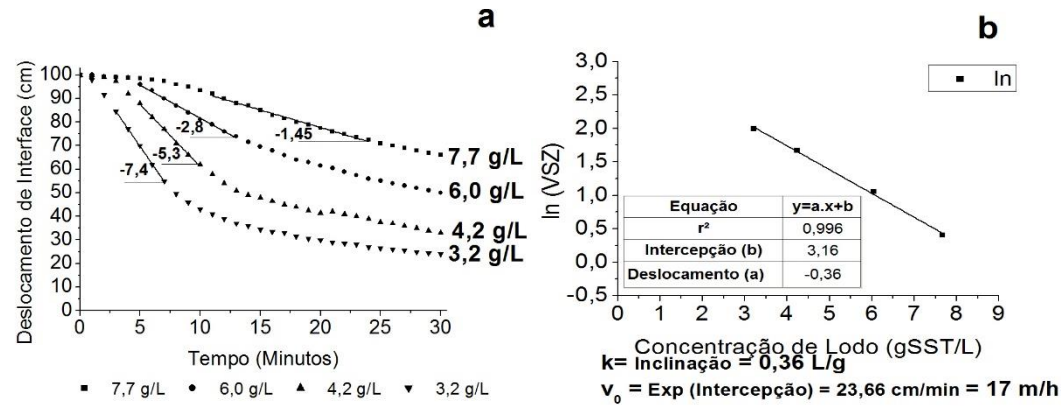 a
Deslocamento de Interface (cm)
100
90
80
70
60
50
40
30
20
10
0
-1,45
-2,8
-5,3
-7,4
7,7 g/L
6,0 g/L
4,2 g/L
3,2 g/L
0 5 10 15 20 25 30
Tempo (Minutos)
7,7 g/L 6,0 g/L 4,2 g/L 3,2 g/L
b
ln
ln (VSZ)
3,0
2,5
2,0
1,5
1,0
0,5
0,0
-0,5
Equação y=a.x+b
r² 0,996
Intercepção (b) 3,16
Deslocamento (a) -0,36
0 1 2 3 4 5 6 7 8 9
Concentração de Lodo (gSST/L)
k= Inclinação = 0,36 L/g
v₀ = Exp (Intercepção) = 23,66 cm/min = 17 m/h